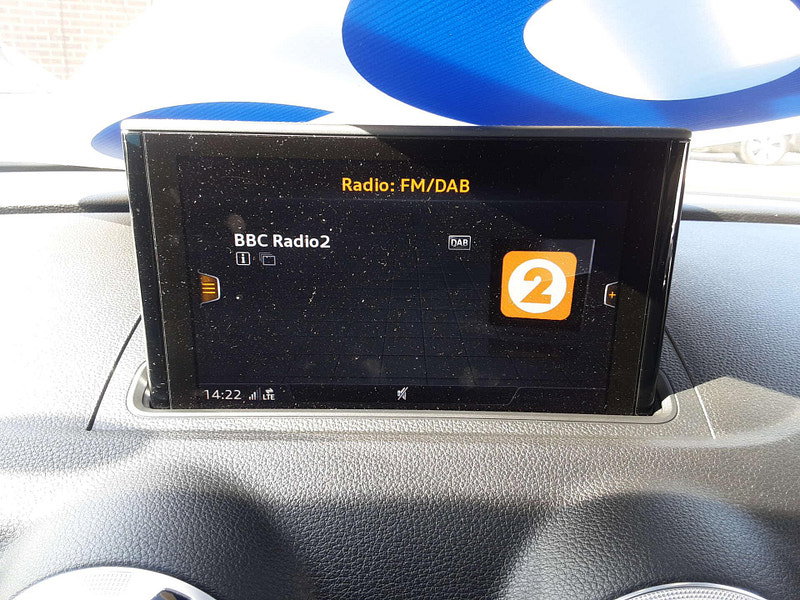 Radio: FM/DAB
BBC Radio2
DAB
i
2
+
14:22
LTE